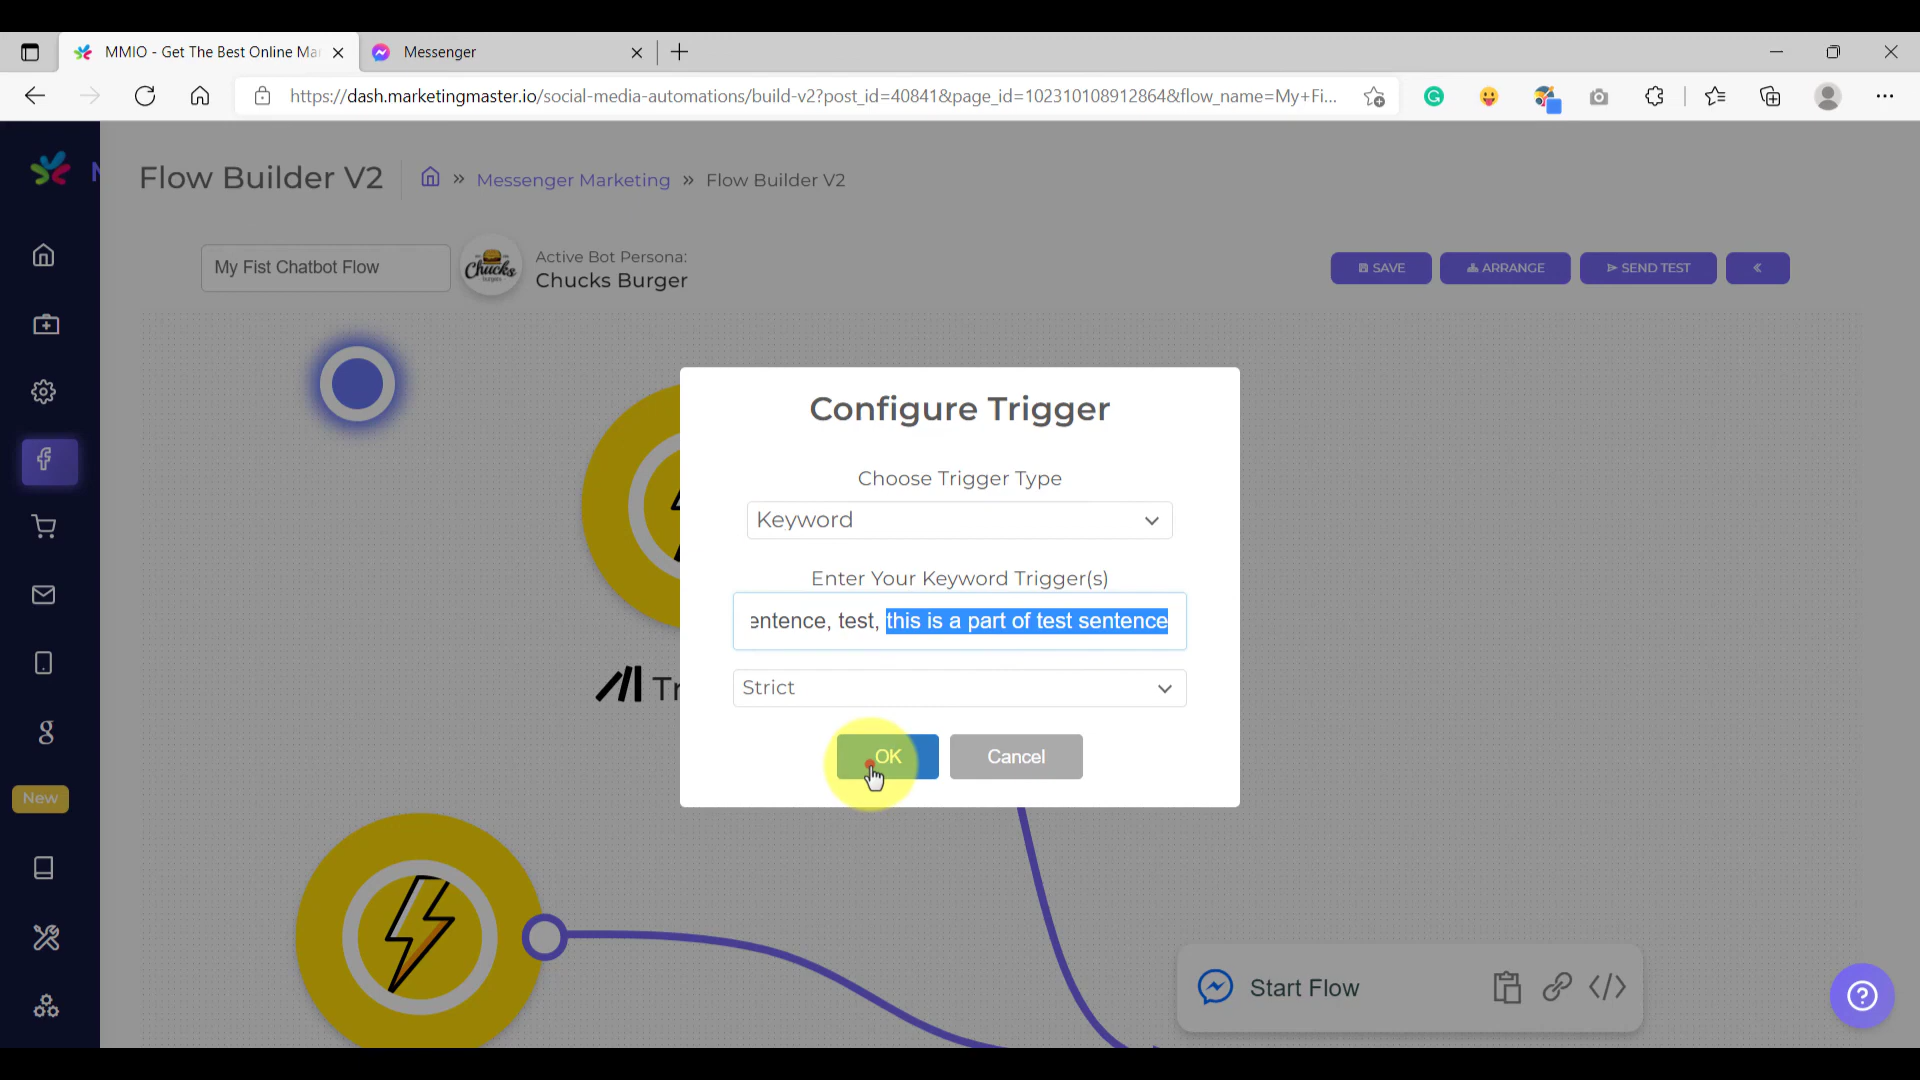 MMIO - Get The Best Online Ma
Messenger
https://dash.marketingmaster.io/social-media-automations/build-v2?post_id=40841&page_id=102310108912864&flow_name=My+Fi...
Flow Builder V2
» Messenger Marketing » Flow Builder V2
My Fist Chatbot Flow
Chucks
Active Bot Persona:
Chucks Burger
SAVE
ARRANGE
SEND TEST
«
Configure Trigger
Choose Trigger Type
Keyword
Enter Your Keyword Trigger(s)
entence, test, this is a part of test sentence
Strict
OK
Cancel
Tr
New
Start Flow